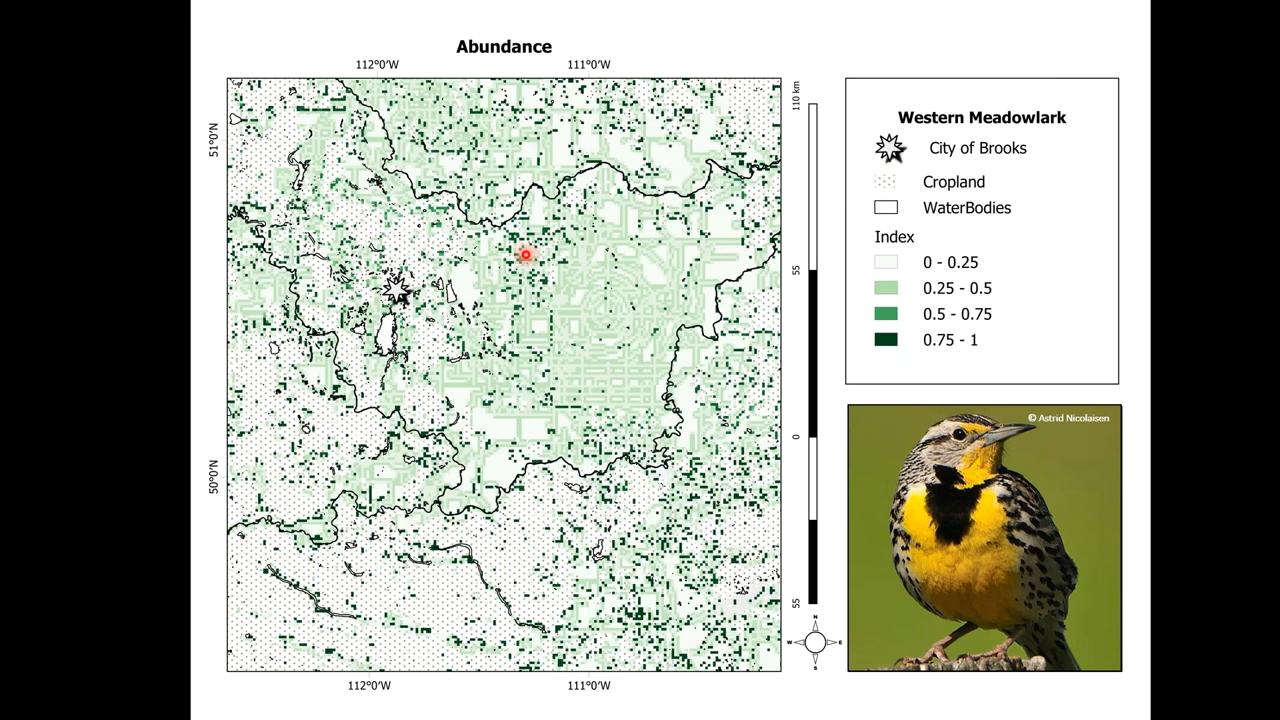 Abundance
112°0'W 111°0'W
51°0'N
50°0'N
112°0'W 111°0'W
110 km
55
0
55
N
W E
S
Western Meadowlark
City of Brooks
Cropland
WaterBodies
Index
0 - 0.25
0.25 - 0.5
0.5 - 0.75
0.75 - 1
© Astrid Nicolaisen